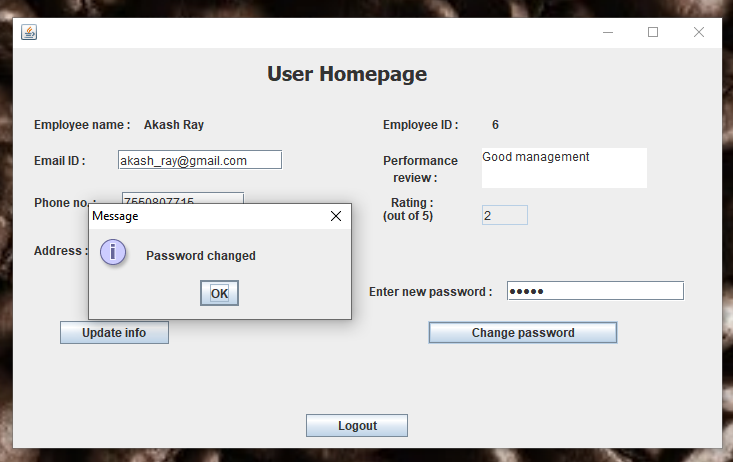 User Homepage
Employee name : Akash Ray
Employee ID : 6
Email ID : akash_ray@gmail.com
Performance review : Good management
Phone no. : 7550807715
Rating : (out of 5) 2
Address :
Message
Password changed
OK
Enter new password : •••••
Update info
Change password
Logout